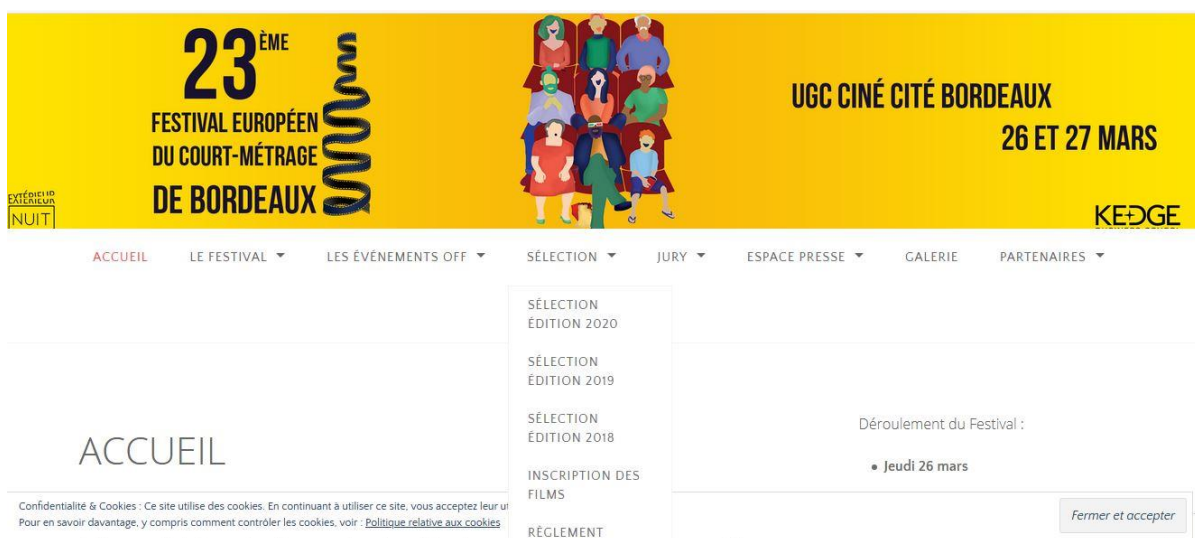 23ÈME
FESTIVAL EUROPÉEN
DU COURT-MÉTRAGE
DE BORDEAUX
EXTÉRIEUR
NUIT
UGC CINÉ CITÉ BORDEAUX
26 ET 27 MARS
KEDGE
ACCUEIL LE FESTIVAL LES ÉVÉNEMENTS OFF SÉLECTION JURY ESPACE PRESSE GALERIE PARTENAIRES
SÉLECTION
ÉDITION 2020
SÉLECTION
ÉDITION 2019
SÉLECTION
ÉDITION 2018
INSCRIPTION DES
FILMS
RÈGLEMENT
ACCUEIL
Déroulement du Festival :
• Jeudi 26 mars
Confidentialité & Cookies : Ce site utilise des cookies. En continuant à utiliser ce site, vous acceptez leur
Pour en savoir davantage, y compris comment contrôler les cookies, voir : Politique relative aux cookies
Fermer et accepter